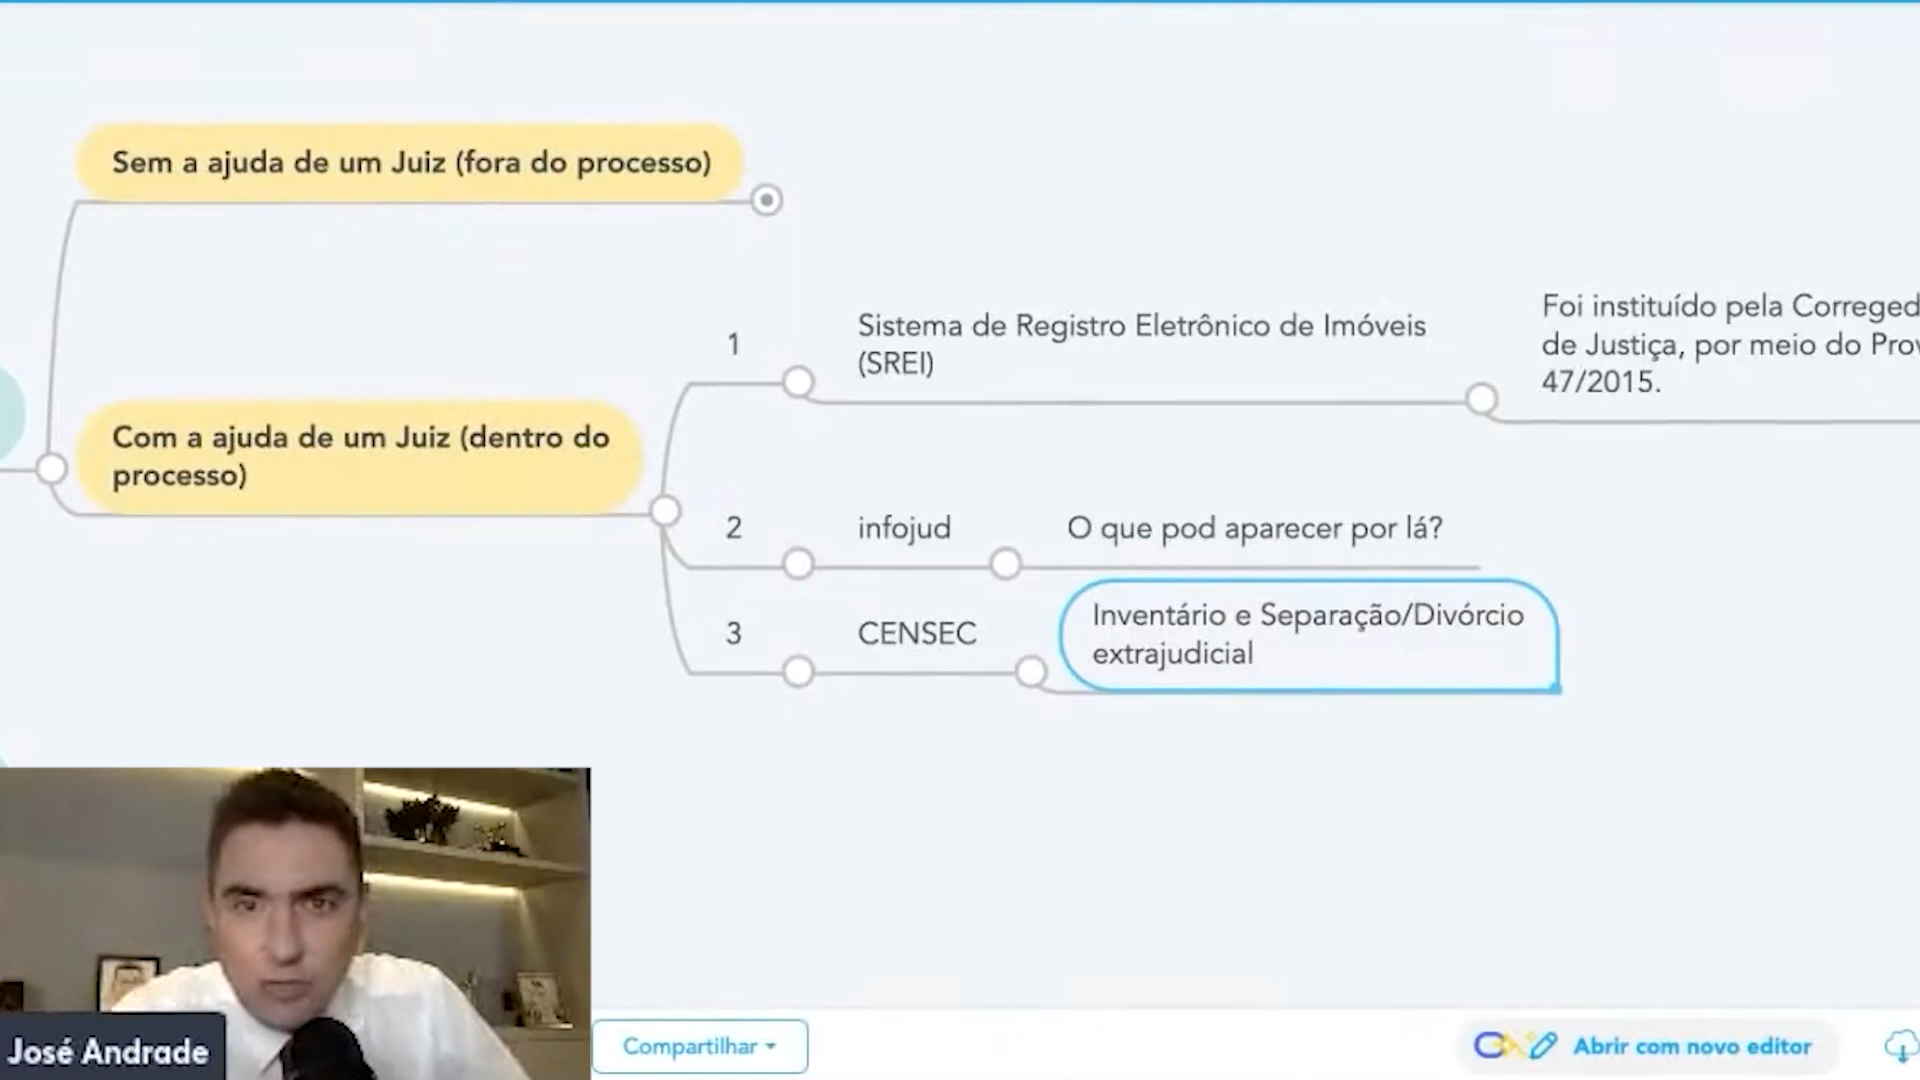 Sem a ajuda de um Juiz (fora do processo)
Com a ajuda de um Juiz (dentro do
processo)
1
Sistema de Registro Eletrônico de Imóveis
(SREI)
Foi instituído pela
de Justiça, por meio do
47/2015.
2
infojud
O que pod aparecer por lá?
3
CENSEC
Inventário e Separação/Divórcio
extrajudicial
José Andrade
Compartilhar
Abrir com novo editor